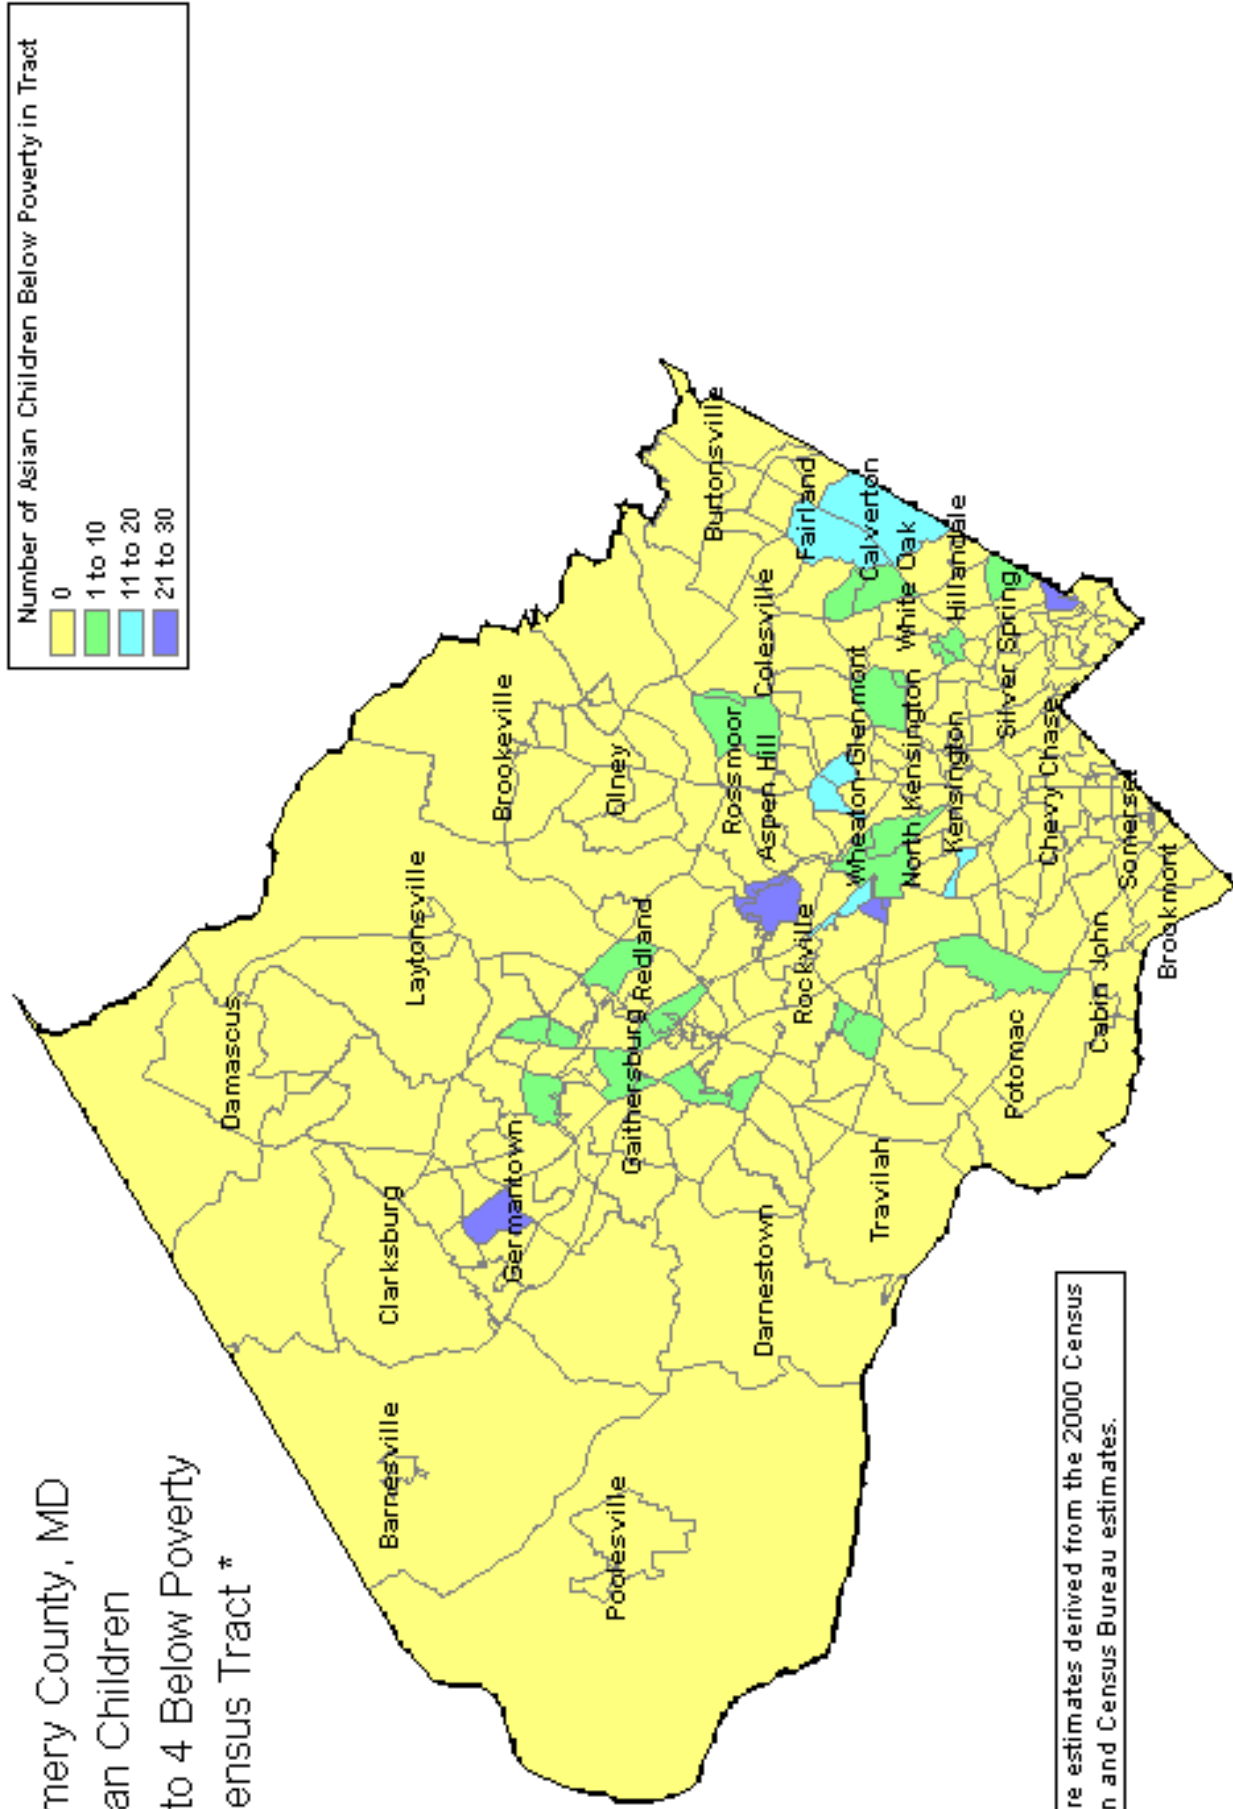 mery County, MD
an Children
to 4 Below Poverty
ensus Tract *
Number of Asian Children Below Poverty in Tract
0
1 to 10
11 to 20
21 to 30
Damascus
Clarksburg
Laytonsville
Barnesville
Brookeville
Germantown
Olney
Gaithersburg
Redland
Poolesville
Burtonsville
Rossmoor
Aspen Hill
Colesville
Fairland
Darnestown
Rockville
Calverton
Wheaton-Glenmont
White Oak
Travilah
North Kensington
Kensington
Hillandale
Silver Spring
Potomac
Chevy Chase
Cabin John
Somerset
Brookmont
re estimates derived from the 2000 Census
n and Census Bureau estimates.